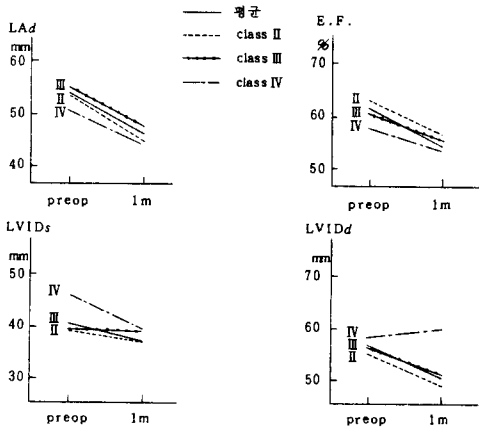 평균
class II
class III
class IV
LAd
mm
60
50
40
III
II
IV
preop 1m
E.F.
%
70
60
50
II
III
IV
preop 1m
LVIDs
mm
50
40
30
IV
III
II
preop 1m
LVIDd
mm
70
60
50
IV
III
II
preop 1m